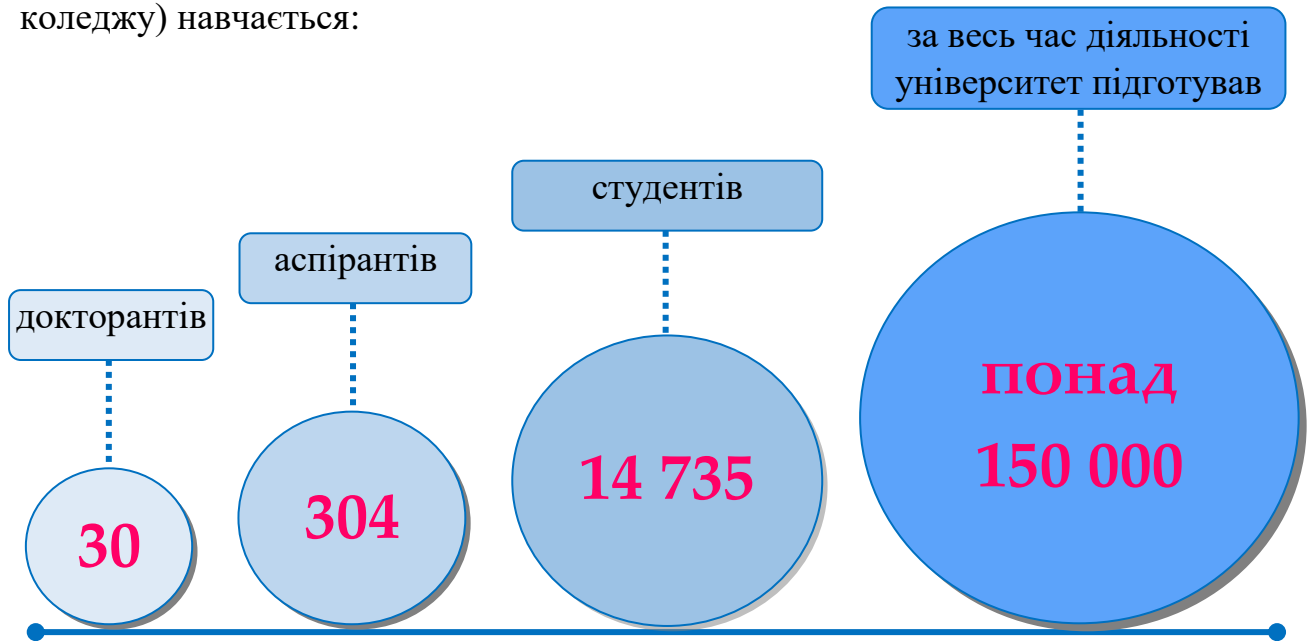 коледжу) навчається:
за весь час діяльності
університет підготував
студентів
аспірантів
докторантів
понад
150 000
14 735
304
30